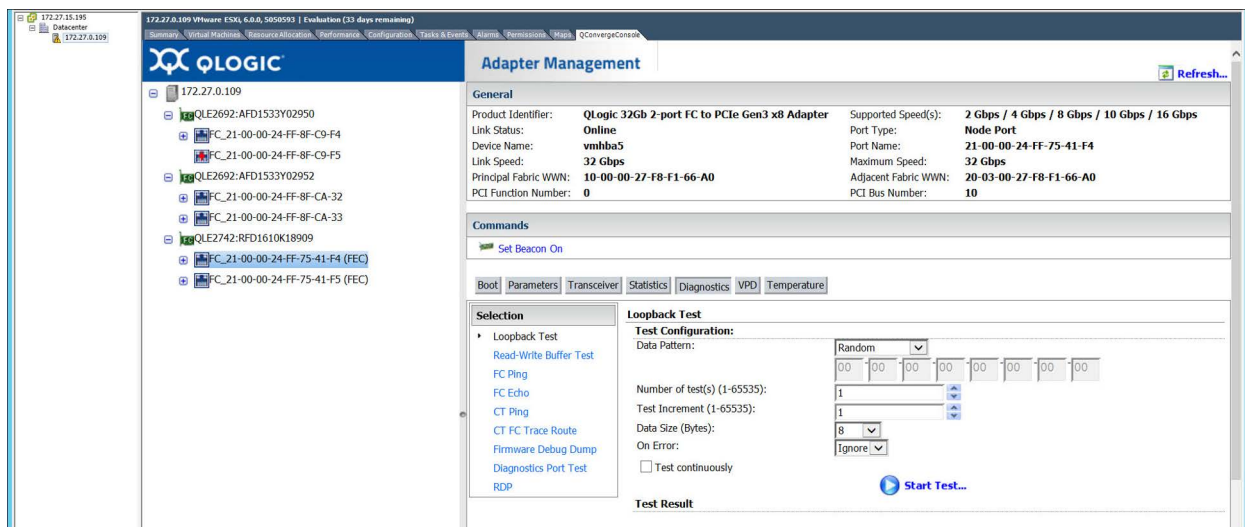 172.27.15.195
Datacenter
172.27.0.109
172.27.0.109 VMware ESXi, 6.0.0, 5050593 | Evaluation (33 days remaining)
Summary Virtual Machines Resource Allocation Performance Configuration Tasks & Events Alarms Permissions Maps QConvergeConsole
QLOGIC
172.27.0.109
QLE2692:AFD1533Y02950
FC_21-00-00-24-FF-8F-C9-F4
FC_21-00-00-24-FF-8F-C9-F5
QLE2692:AFD1533Y02952
FC_21-00-00-24-FF-8F-CA-32
FC_21-00-00-24-FF-8F-CA-33
QLE2742:RFD1610K18909
FC_21-00-00-24-FF-75-41-F4 (FEC)
FC_21-00-00-24-FF-75-41-F5 (FEC)
Adapter Management
Refresh...
General
Product Identifier: QLogic 32Gb 2-port FC to PCIe Gen3 x8 Adapter Supported Speed(s): 2 Gbps / 4 Gbps / 8 Gbps / 10 Gbps / 16 Gbps
Link Status: Online Port Type: Node Port
Device Name: vmhba5 Port Name: 21-00-00-24-FF-75-41-F4
Link Speed: 32 Gbps Maximum Speed: 32 Gbps
Principal Fabric WWN: 10-00-00-27-F8-F1-66-A0 Adjacent Fabric WWN: 20-03-00-27-F8-F1-66-A0
PCI Function Number: 0 PCI Bus Number: 10
Commands
Set Beacon On
Boot Parameters Transceiver Statistics Diagnostics VPD Temperature
Selection
Loopback Test
Read-Write Buffer Test
FC Ping
FC Echo
CT Ping
CT FC Trace Route
Firmware Debug Dump
Diagnostics Port Test
RDP
Loopback Test
Test Configuration:
Data Pattern: Random
00 -00 -00 -00 -00 -00 -00 -00
Number of test(s) (1-65535): 1
Test Increment (1-65535): 1
Data Size (Bytes): 8
On Error: Ignore
Test continuously
Start Test...
Test Result